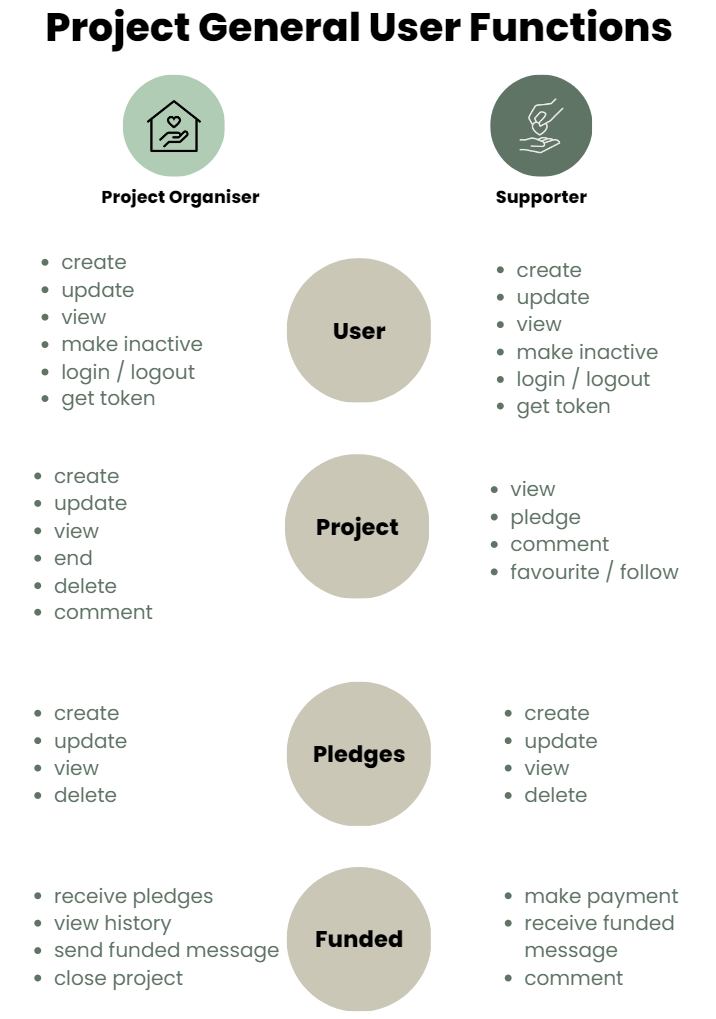 Project General User Functions
Project Organiser
Supporter
create
update
view
make inactive
login / logout
get token
User
create
update
view
make inactive
login / logout
get token
create
update
view
end
delete
comment
Project
view
pledge
comment
favourite / follow
create
update
view
delete
Pledges
create
update
view
delete
receive pledges
view history
send funded message
close project
Funded
make payment
receive funded
message
comment